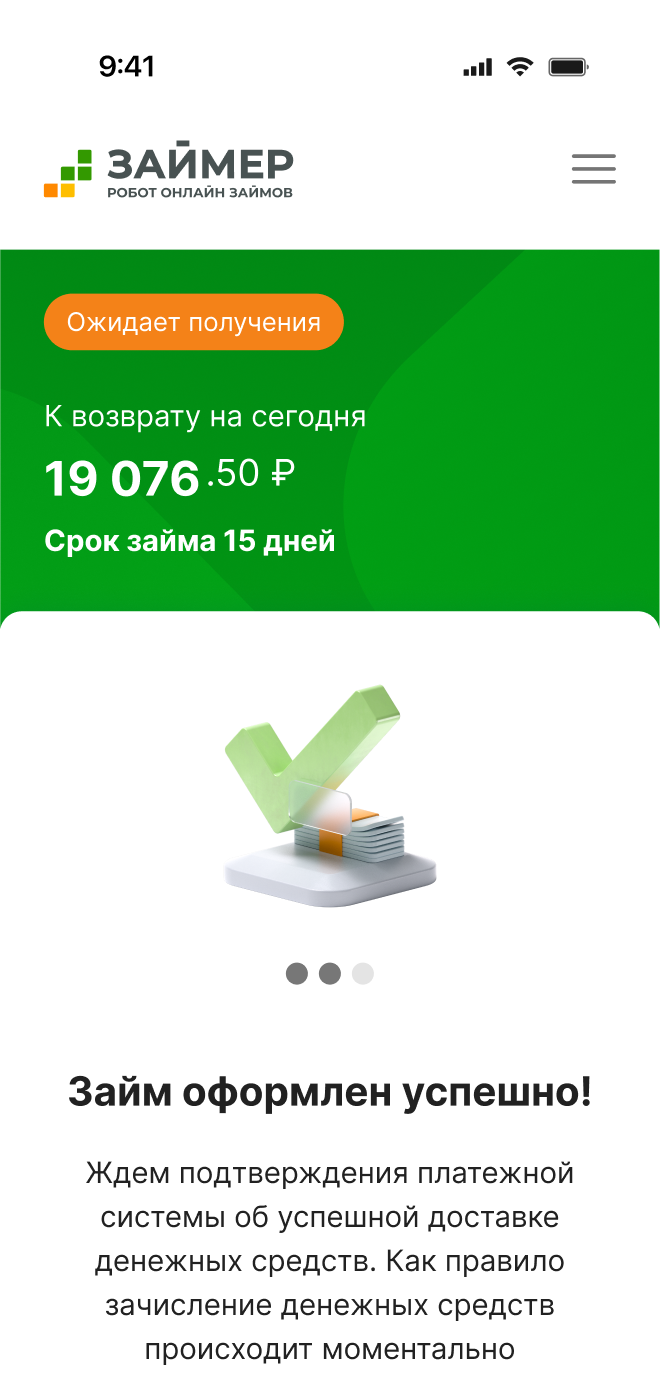 9:41
ЗАЙМЕР
РОБОТ ОНЛАЙН ЗАЙМОВ
Ожидает получения
К возврату на сегодня
19 076.50 ₽
Срок займа 15 дней
Займ оформлен успешно!
Ждем подтверждения платежной
системы об успешной доставке
денежных средств. Как правило
зачисление денежных средств
происходит моментально